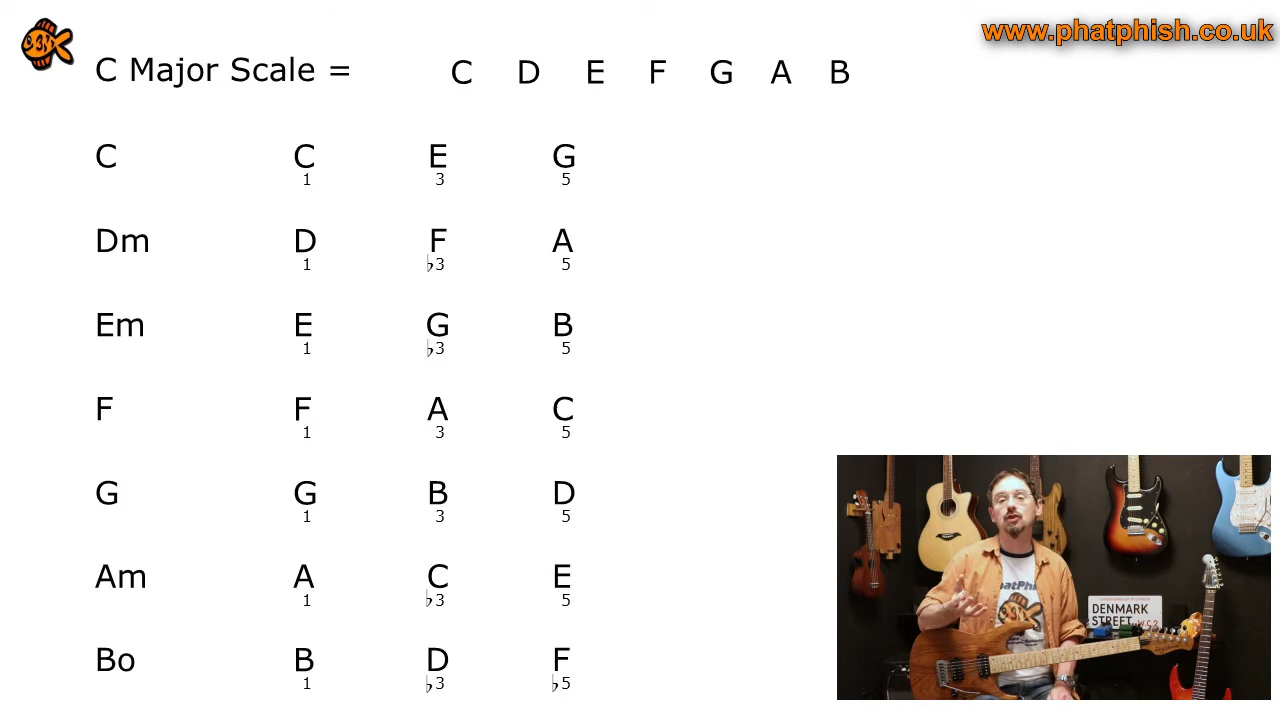 www.phatphish.co.uk
C Major Scale = C D E F G A B
C C E G
1 3 5
Dm D F A
1 ♭3 5
Em E G B
1 ♭3 5
F F A C
1 3 5
G G B D
1 3 5
Am A C E
1 ♭3 5
Bo B D F
1 ♭3 ♭5
DENMARK
STREET W.C.2